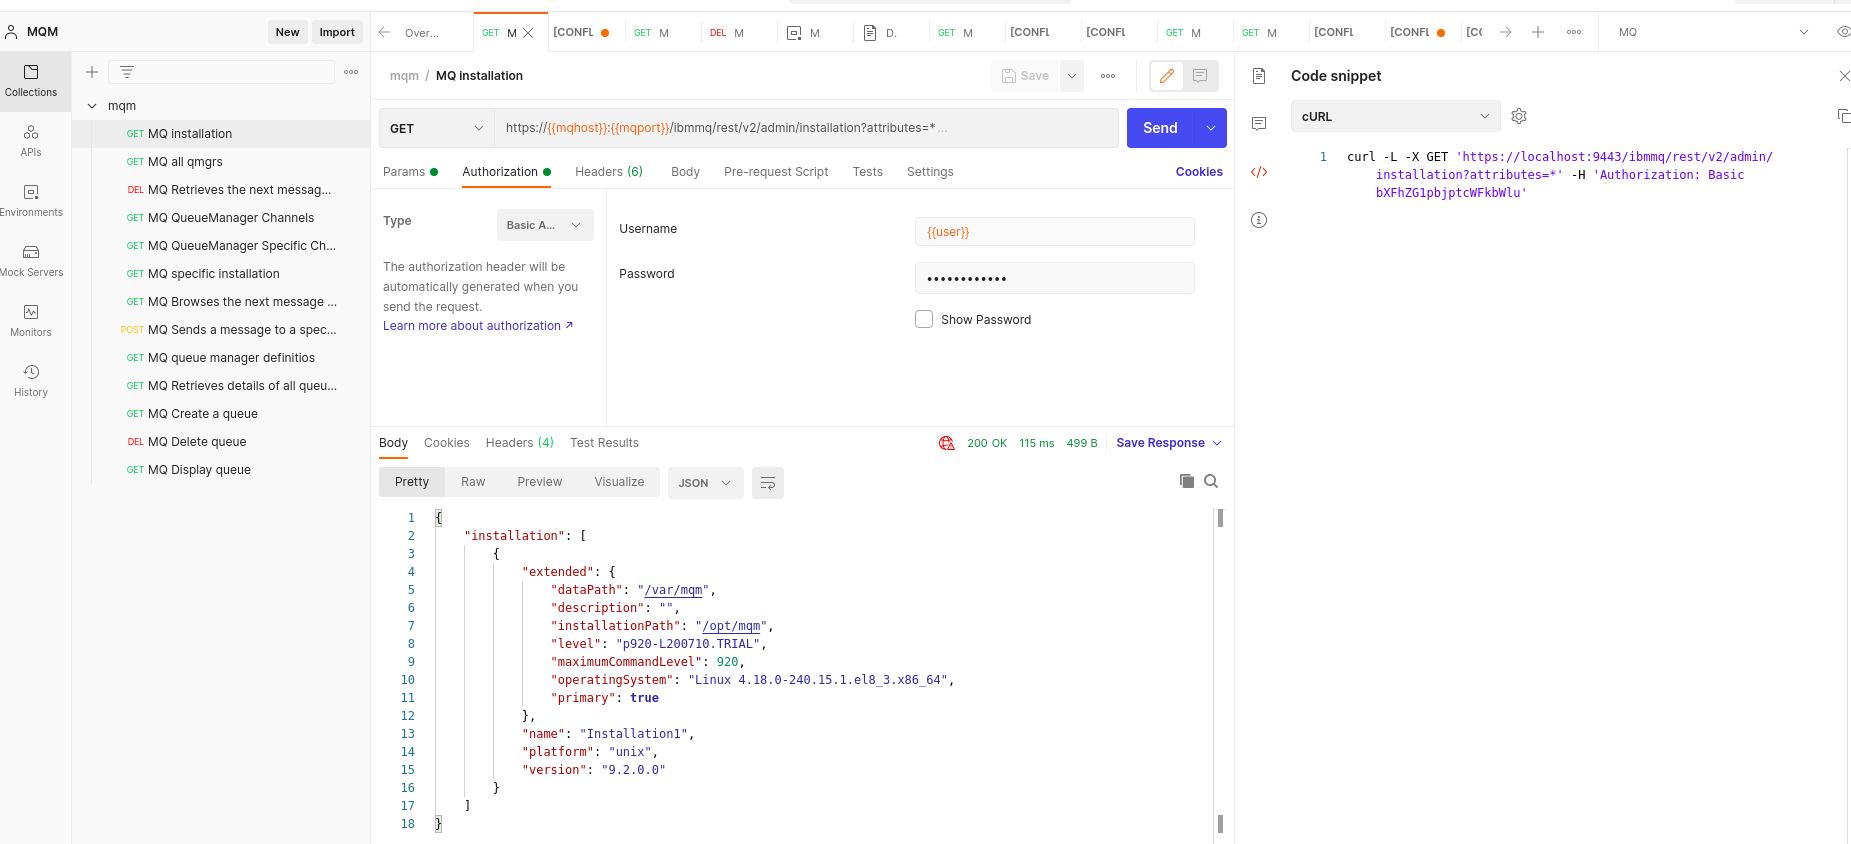 MQM
New
Import
Over...
GET M
[CONFL
GET M
DEL M
M
D.
GET M
[CONFL
[CONFL
GET M
GET M
[CONFL
[CONFL
[C(
MQ
Collections
APIs
Environments
Mock Servers
Monitors
History
mqm
GET MQ installation
GET MQ all qmgrs
DEL MQ Retrieves the next messag...
GET MQ QueueManager Channels
GET MQ QueueManager Specific Ch...
GET MQ specific installation
GET MQ Browses the next message ...
POST MQ Sends a message to a spec...
GET MQ queue manager definitios
GET MQ Retrieves details of all queu...
GET MQ Create a queue
DEL MQ Delete queue
GET MQ Display queue
mqm / MQ installation
Save
GET
https://{{mqhost}}:{{mqport}}/ibmmq/rest/v2/admin/installation?attributes=* ...
Send
Params
Authorization
Headers (6)
Body
Pre-request Script
Tests
Settings
Cookies
Type
Basic A...
The authorization header will be
automatically generated when you
send the request.
Learn more about authorization ↗
Username
{{user}}
Password
••••••••••••
Show Password
Body
Cookies
Headers (4)
Test Results
200 OK
115 ms
499 B
Save Response
Pretty
Raw
Preview
Visualize
JSON
1 {
2 "installation": [
3 {
4 "extended": {
5 "dataPath": "/var/mqm",
6 "description": "",
7 "installationPath": "/opt/mqm",
8 "level": "p920-L200710.TRIAL",
9 "maximumCommandLevel": 920,
10 "operatingSystem": "Linux 4.18.0-240.15.1.el8_3.x86_64",
11 "primary": true
12 },
13 "name": "Installation1",
14 "platform": "unix",
15 "version": "9.2.0.0"
16 }
17 ]
18 }
Code snippet
cURL
1 curl -L -X GET 'https://localhost:9443/ibmmq/rest/v2/admin/
installation?attributes=*' -H 'Authorization: Basic
bXFhZG1pbjptcWFkbWlu'